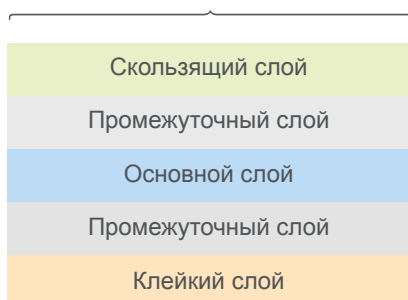 Скользящий слой
Промежуточный слой
Основной слой
Промежуточный слой
Клейкий слой